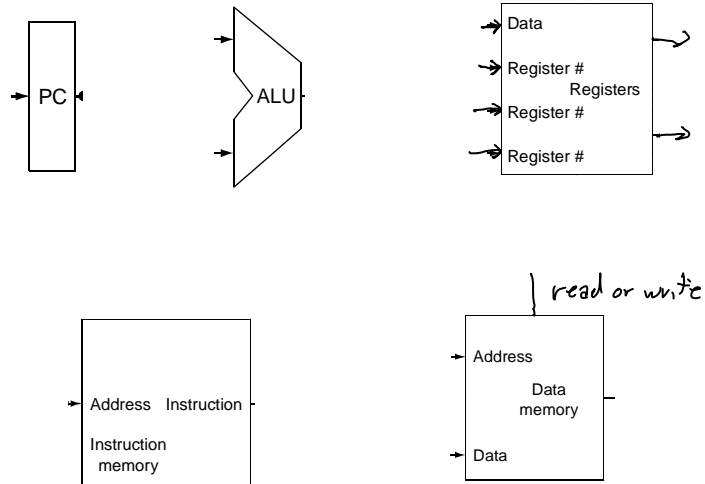 PC
ALU
Data
Register #
Registers
Register #
Register #
read or write
Address Instruction
Instruction
memory
Address
Data
memory
Data